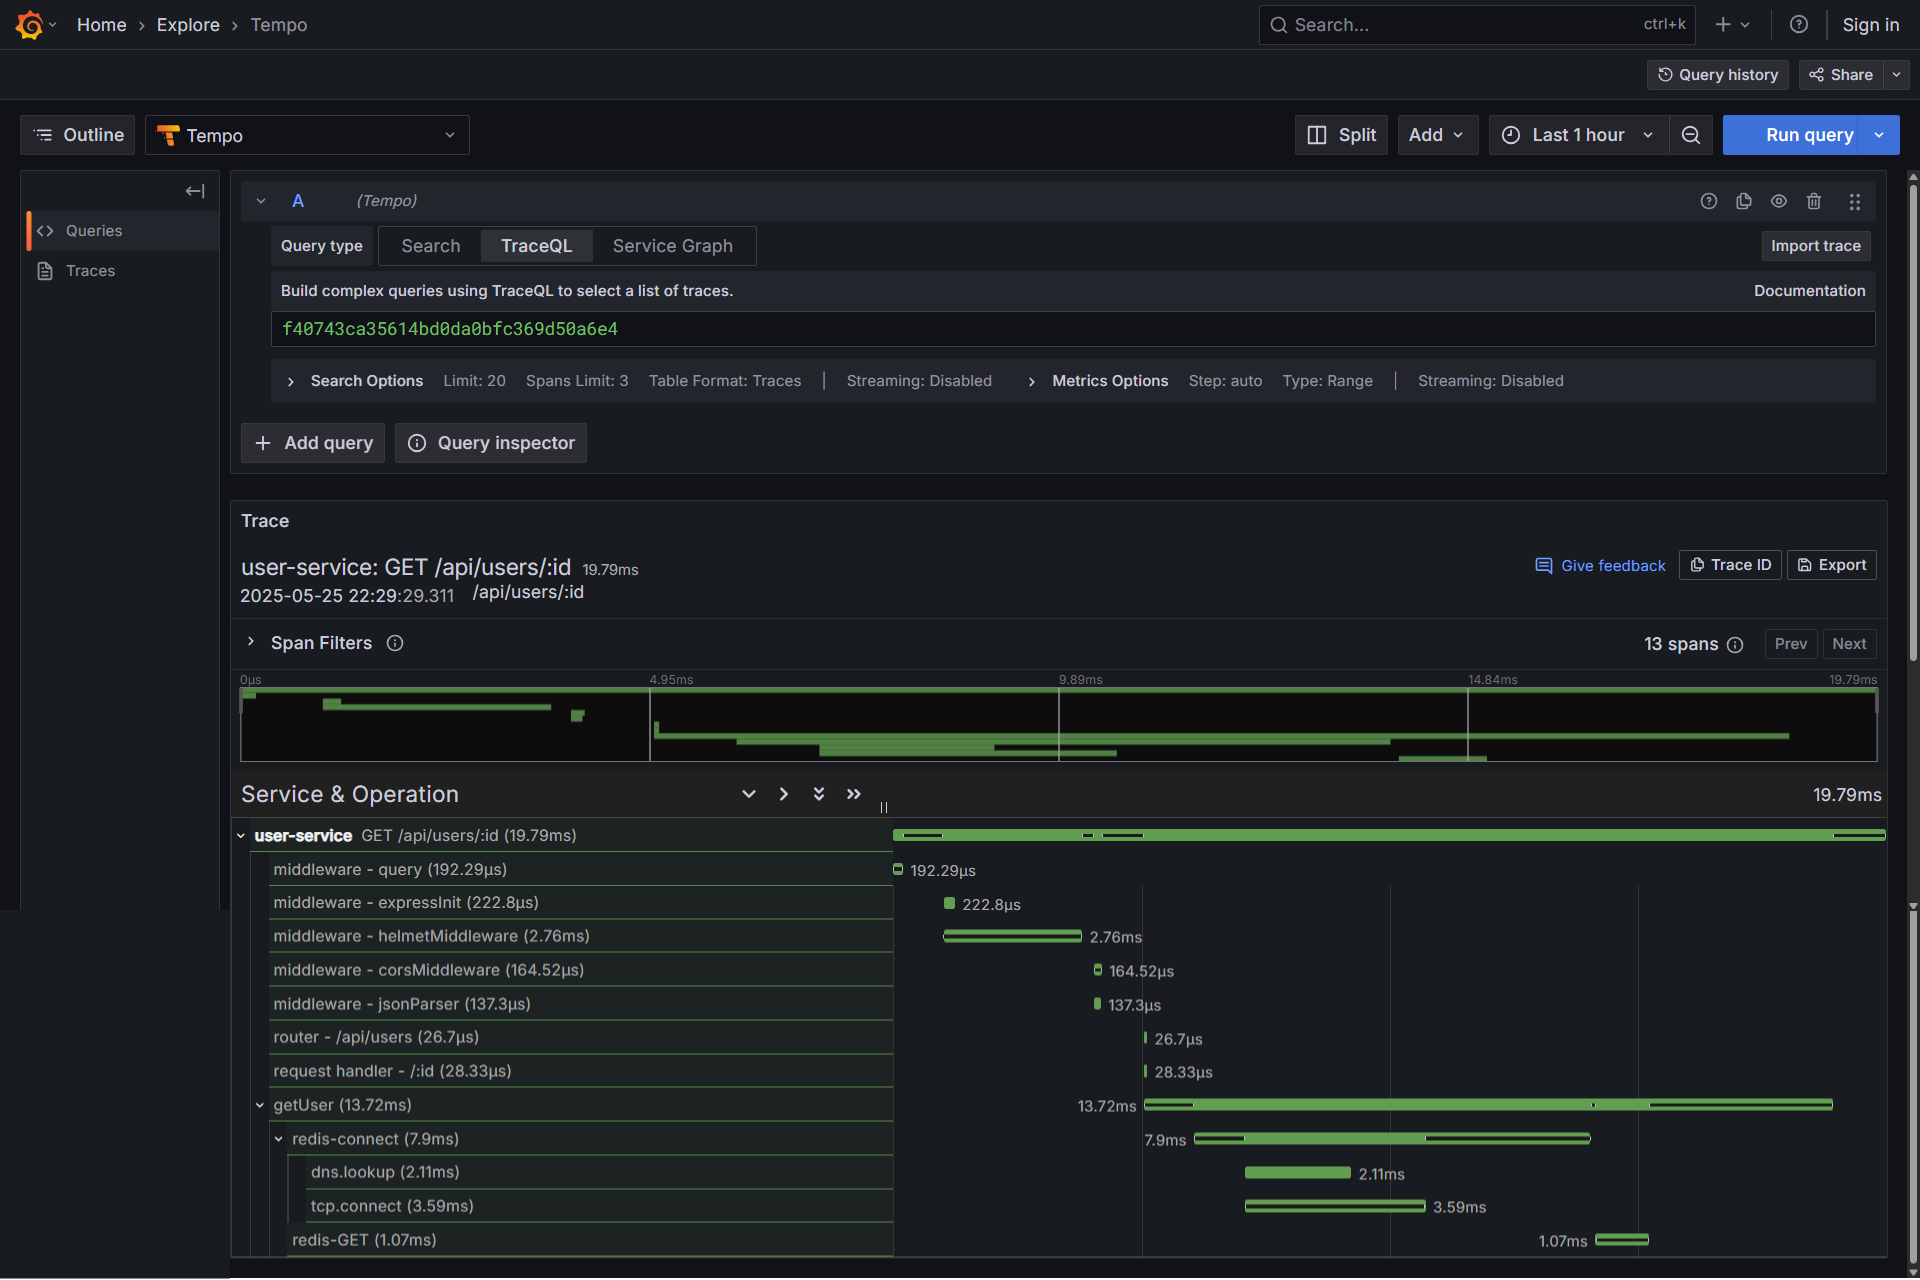 Home › Explore › Tempo
Search... ctrl+k
Sign in
Query history
Share
Outline
Tempo
Split
Add
Last 1 hour
Run query
A (Tempo)
Queries
Traces
Query type Search TraceQL Service Graph
Import trace
Build complex queries using TraceQL to select a list of traces.
Documentation
f40743ca35614bd0da0bfc369d50a6e4
Search Options Limit: 20 Spans Limit: 3 Table Format: Traces | Streaming: Disabled
Metrics Options Step: auto Type: Range | Streaming: Disabled
+ Add query
Query inspector
Trace
user-service: GET /api/users/:id 19.79ms
Give feedback
Trace ID
Export
2025-05-25 22:29:29.311 /api/users/:id
Span Filters
13 spans
Prev
Next
0μs 4.95ms 9.89ms 14.84ms 19.79ms
Service & Operation
19.79ms
user-service GET /api/users/:id (19.79ms)
middleware - query (192.29μs) 192.29μs
middleware - expressInit (222.8μs) 222.8μs
middleware - helmetMiddleware (2.76ms) 2.76ms
middleware - corsMiddleware (164.52μs) 164.52μs
middleware - jsonParser (137.3μs) 137.3μs
router - /api/users (26.7μs) 26.7μs
request handler - /:id (28.33μs) 28.33μs
getUser (13.72ms) 13.72ms
redis-connect (7.9ms) 7.9ms
dns.lookup (2.11ms) 2.11ms
tcp.connect (3.59ms) 3.59ms
redis-GET (1.07ms) 1.07ms